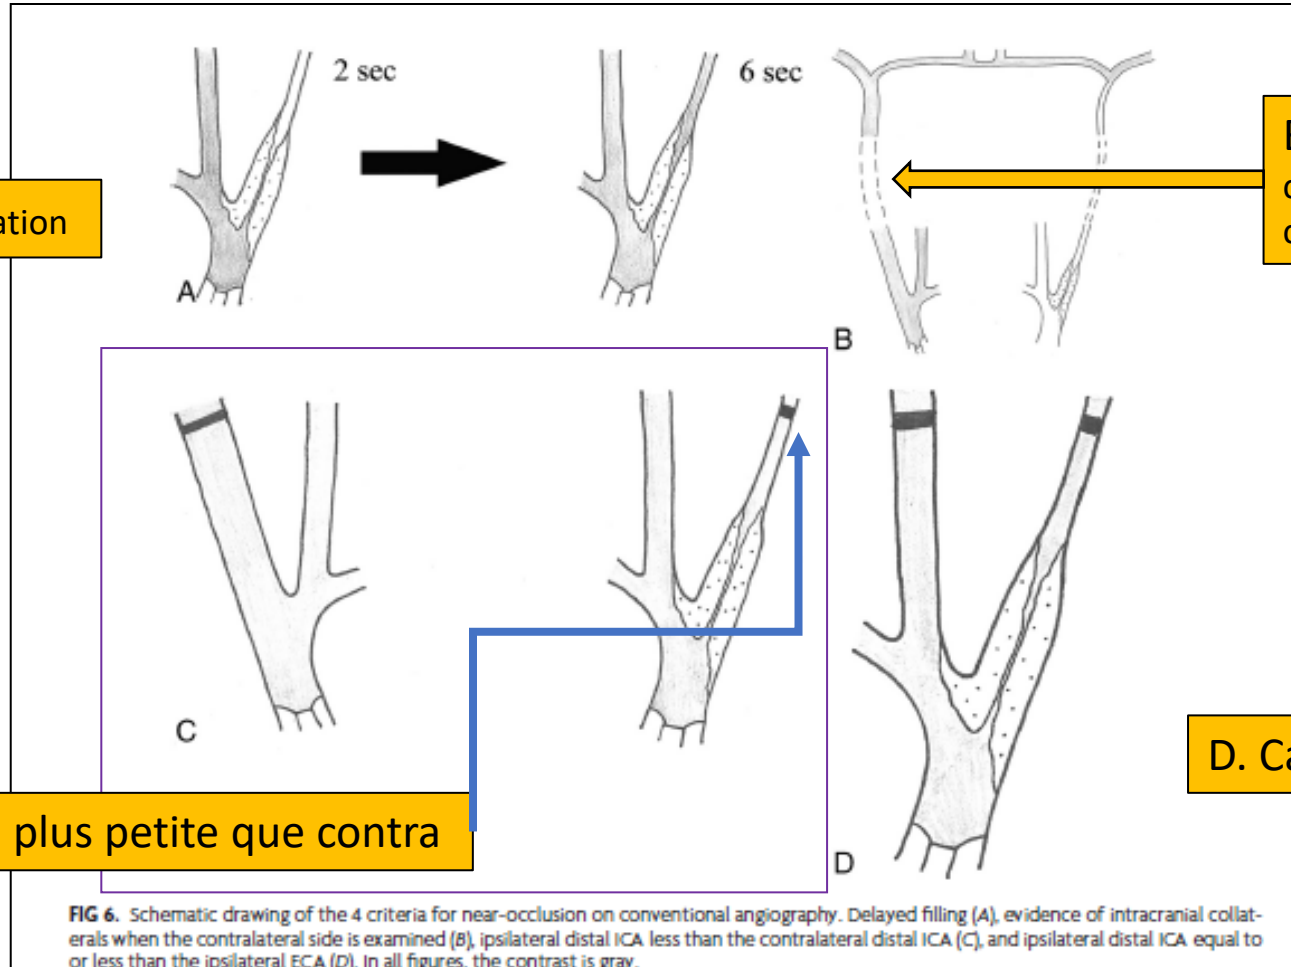 2 sec
6 sec
A
B
D. Ca
C
plus petite que contra
D
FIG 6. Schematic drawing of the 4 criteria for near-occlusion on conventional angiography. Delayed filling (A), evidence of intracranial collat-
erals when the contralateral side is examined (B), ipsilateral distal ICA less than the contralateral distal ICA (C), and ipsilateral distal ICA equal to
or less than the ipsilateral ECA (D). In all figures, the contrast is gray.